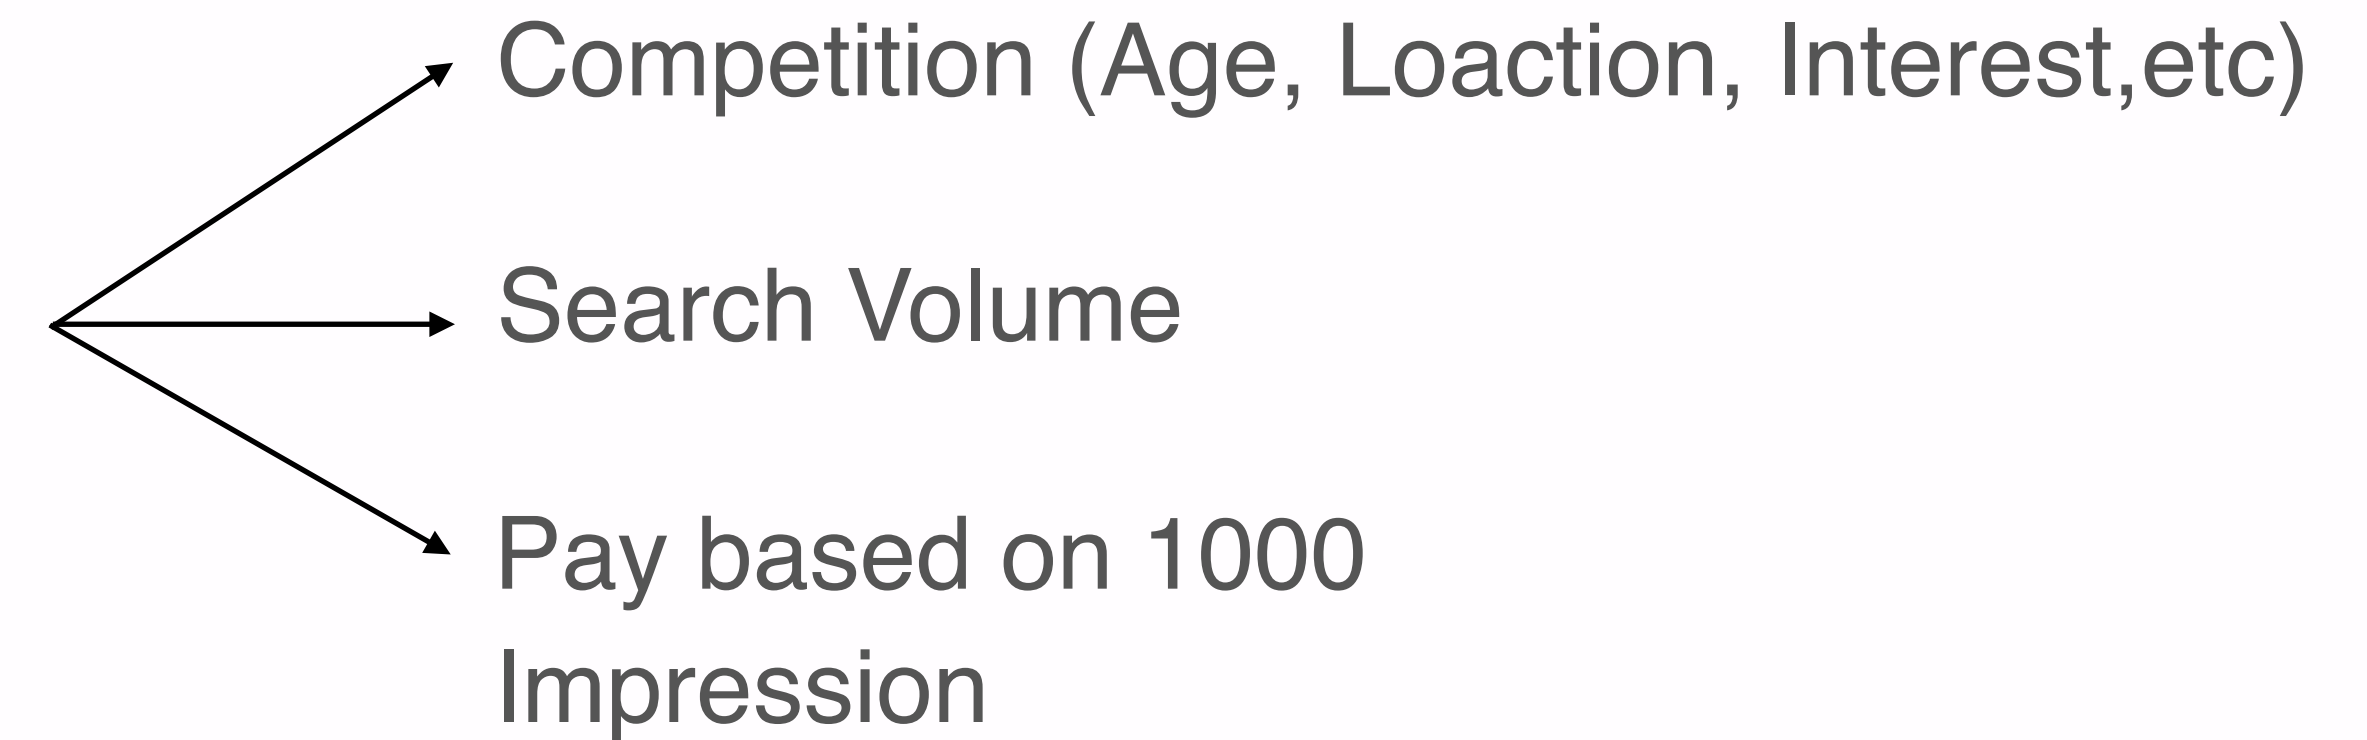 Competition (Age, Loaction, Interest,etc)
Search Volume
Pay based on 1000
Impression